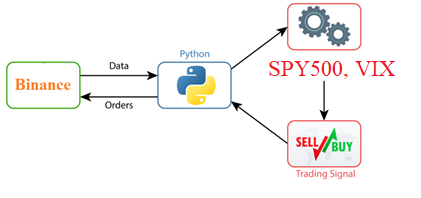 Python
Data
Binance
Orders
SPY500, VIX
SELL BUY
Trading Signal